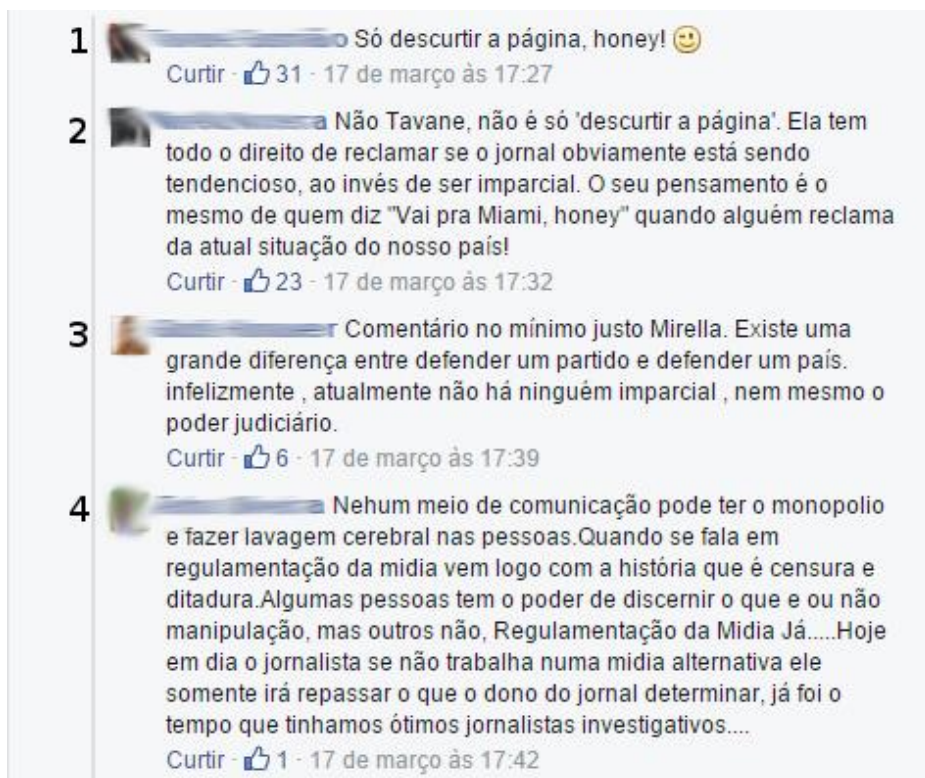 1 Só descurtir a página, honey!
Curtir · 31 · 17 de março às 17:27
2 Não Tavane, não é só 'descurtir a página'. Ela tem
todo o direito de reclamar se o jornal obviamente está sendo
tendencioso, ao invés de ser imparcial. O seu pensamento é o
mesmo de quem diz "Vai pra Miami, honey" quando alguém reclama
da atual situação do nosso país!
Curtir · 23 · 17 de março às 17:32
3 Comentário no mínimo justo Mirella. Existe uma
grande diferença entre defender um partido e defender um país.
infelizmente , atualmente não há ninguém imparcial , nem mesmo o
poder judiciário.
Curtir · 6 · 17 de março às 17:39
4 Nehum meio de comunicação pode ter o monopolio
e fazer lavagem cerebral nas pessoas.Quando se fala em
regulamentação da midia vem logo com a história que é censura e
ditadura.Algumas pessoas tem o poder de discernir o que e ou não
manipulação, mas outros não, Regulamentação da Midia Já.....Hoje
em dia o jornalista se não trabalha numa midia alternativa ele
somente irá repassar o que o dono do jornal determinar, já foi o
tempo que tinhamos ótimos jornalistas investigativos....
Curtir · 1 · 17 de março às 17:42